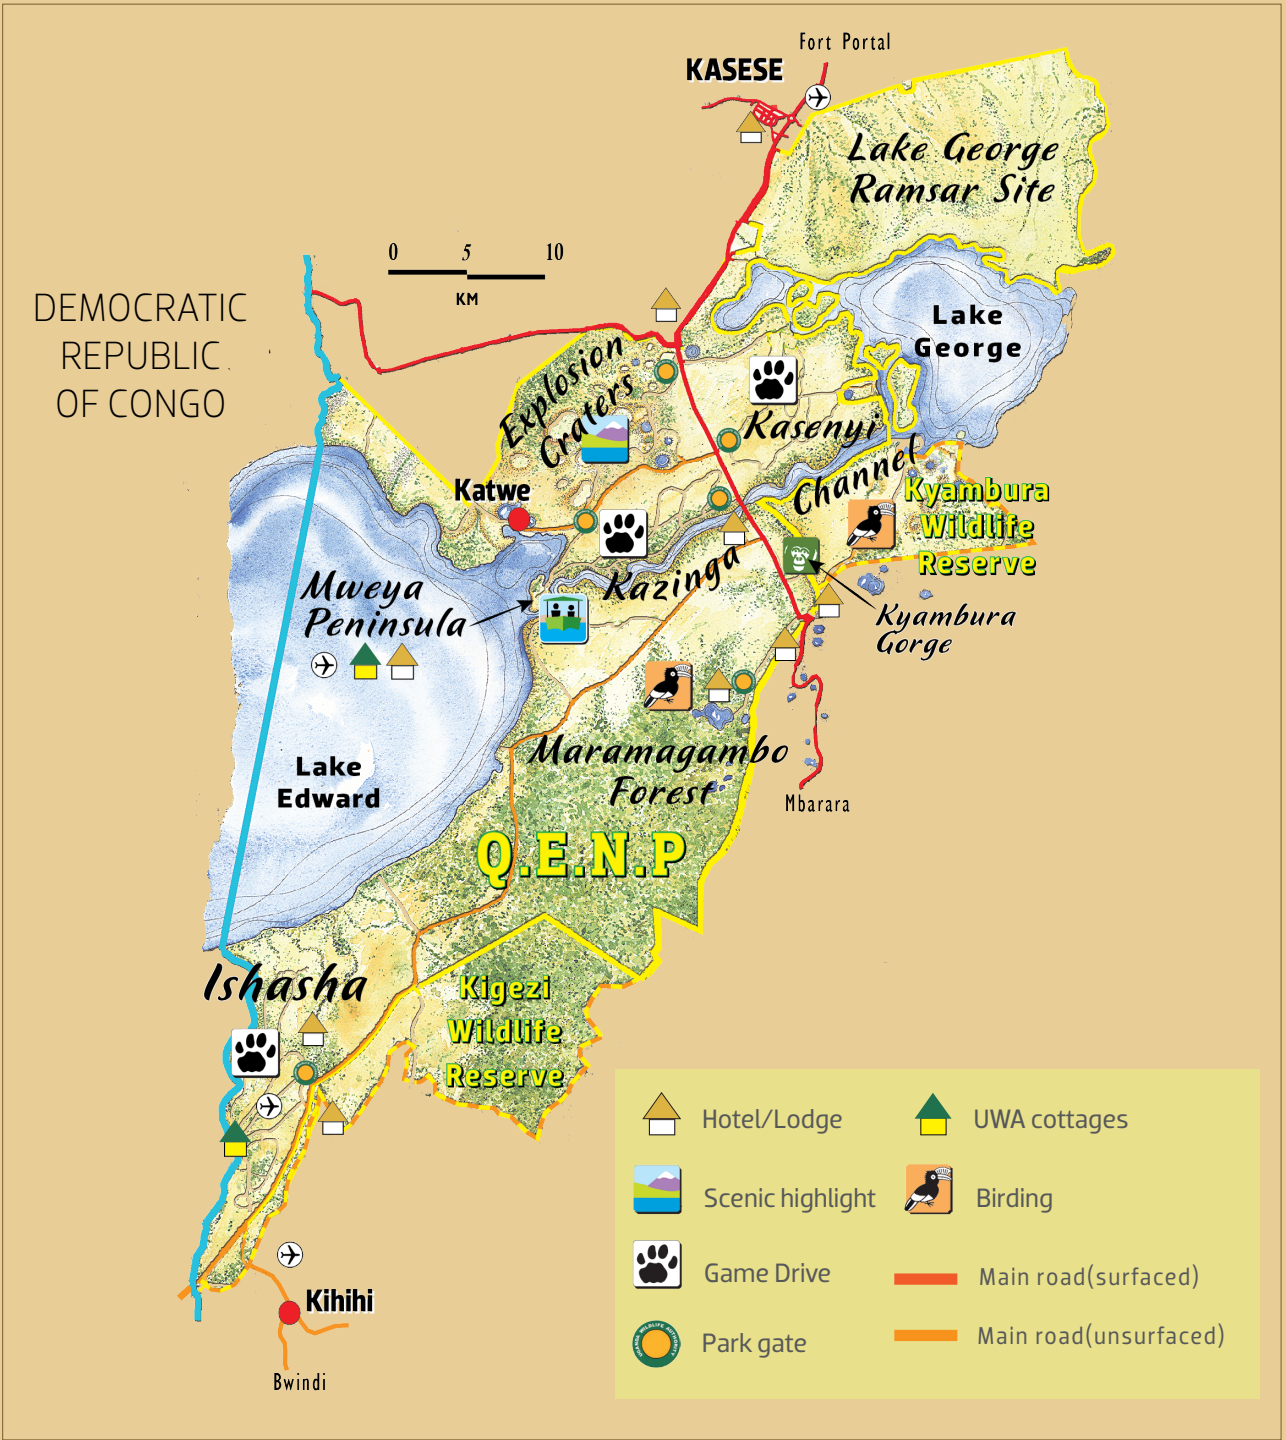 Fort Portal
KASESE
Lake George
Ramsar Site
0 5 10
KM
DEMOCRATIC
REPUBLIC
OF CONGO
Lake
George
Explosion
Craters
Kasenyi
Channel
Katwe
Kyambura
Wildlife
Reserve
Kazinga
Mweya
Peninsula
Kyambura
Gorge
Maramagambo
Forest
Lake
Edward
Mbarara
Q.E.N.P
Ishasha
Kigezi
Wildlife
Reserve
Kihihi
Bwindi
Hotel/Lodge
UWA cottages
Scenic highlight
Birding
Game Drive
Main road(surfaced)
Park gate
Main road(unsurfaced)
UGANDA WILDLIFE AUTHORITY